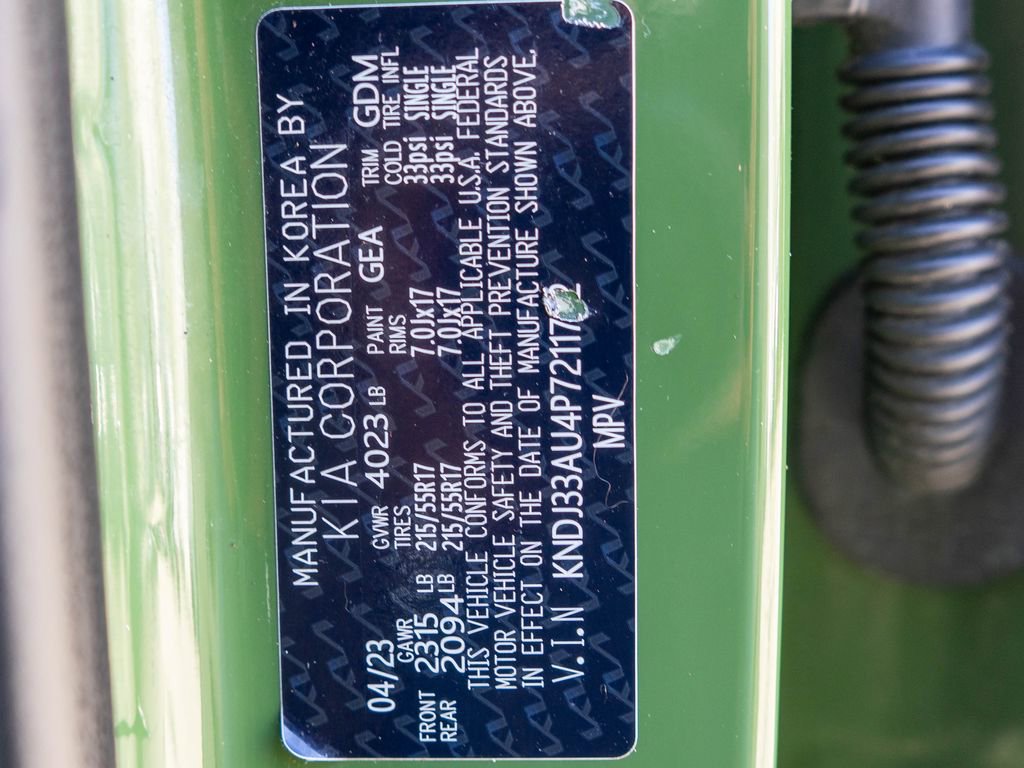 MANUFACTURED IN KOREA BY
KIA CORPORATION
04/23 GVWR 4023 LB PAINT GEA TRIM GDM
GAWR TIRES RIMS COLD TIRE INFL
FRONT 2315 LB 215/55R17 7.0Jx17 33psi SINGLE
REAR 2094 LB 215/55R17 7.0Jx17 33psi SINGLE
THIS VEHICLE CONFORMS TO ALL APPLICABLE U.S.A. FEDERAL
MOTOR VEHICLE SAFETY AND THEFT PREVENTION STANDARDS
IN EFFECT ON THE DATE OF MANUFACTURE SHOWN ABOVE.
V.I.N
MPV